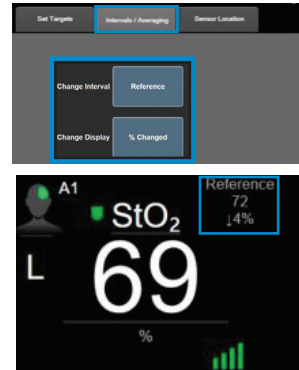 Set Targets Intervals / Averaging Sensor Location
Change Interval Reference
Change Display % Changed
A1 StO₂ Reference
72
↓4%
L 69
%